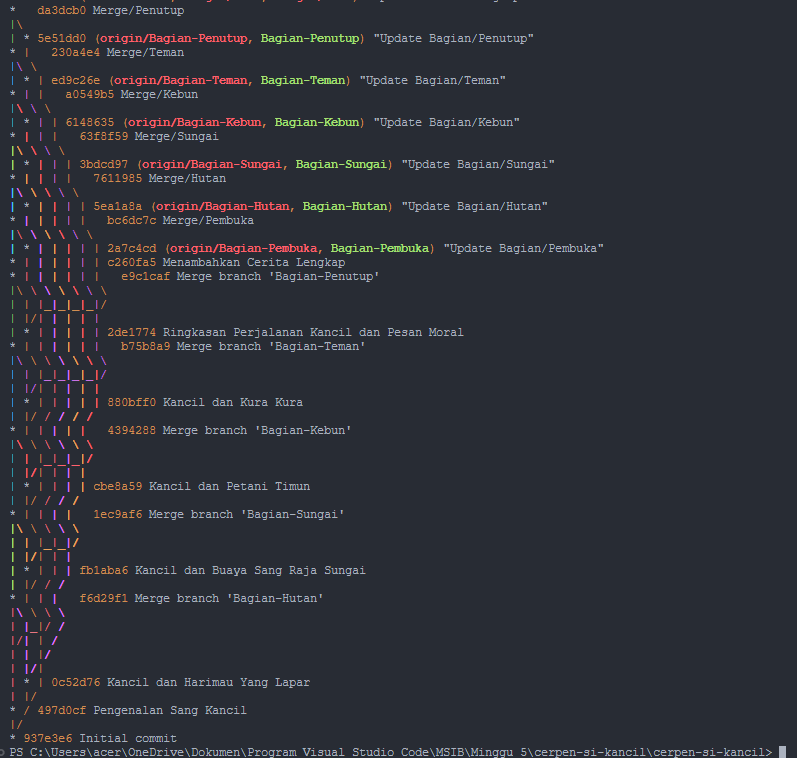 * da3dcb0 Merge/Penutup
|\
| * 5e51dd0 (origin/Bagian-Penutup, Bagian-Penutup) "Update Bagian/Penutup"
* | 230a4e4 Merge/Teman
|\ \
| * | ed9c26e (origin/Bagian-Teman, Bagian-Teman) "Update Bagian/Teman"
* | | a0549b5 Merge/Kebun
|\ \ \
| * | | 6148635 (origin/Bagian-Kebun, Bagian-Kebun) "Update Bagian/Kebun"
* | | | 63f8f59 Merge/Sungai
|\ \ \ \
| * | | | 3bdcd97 (origin/Bagian-Sungai, Bagian-Sungai) "Update Bagian/Sungai"
* | | | | 7611985 Merge/Hutan
|\ \ \ \ \
| * | | | | 5ea1a8a (origin/Bagian-Hutan, Bagian-Hutan) "Update Bagian/Hutan"
* | | | | | bc6dc7c Merge/Pembuka
|\ \ \ \ \ \
| * | | | | | 2a7c4cd (origin/Bagian-Pembuka, Bagian-Pembuka) "Update Bagian/Pembuka"
* | | | | | | c260fa5 Menambahkan Cerita Lengkap
* | | | | | | e9c1caf Merge branch 'Bagian-Penutup'
|\ \ \ \ \ \ \
| | |_|_|_|_|/
| |/| | | | |
| * | | | | | 2de1774 Ringkasan Perjalanan Kancil dan Pesan Moral
* | | | | | | b75b8a9 Merge branch 'Bagian-Teman'
|\ \ \ \ \ \ \
| | |_|_|_|_|/
| |/| | | | |
| * | | | | | 880bff0 Kancil dan Kura Kura
| |/ / / / /
* | | | | | 4394288 Merge branch 'Bagian-Kebun'
|\ \ \ \ \ \
| | |_|_|_|/
| |/| | | |
| * | | | | cbe8a59 Kancil dan Petani Timun
| |/ / / /
* | | | | 1ec9af6 Merge branch 'Bagian-Sungai'
|\ \ \ \ \
| | |_|_|/
| |/| | |
| * | | | fb1aba6 Kancil dan Buaya Sang Raja Sungai
| |/ / /
* | | | f6d29f1 Merge branch 'Bagian-Hutan'
|\ \ \ \
| |_|/ /
|/| | /
| | |/
| |/|
| * | 0c52d76 Kancil dan Harimau Yang Lapar
| |/
* / 497d0cf Pengenalan Sang Kancil
|/
* 937e3e6 Initial commit
PS C:\Users\acer\OneDrive\Dokumen\Program Visual Studio Code\MSIB\Minggu 5\cerpen-si-kancil\cerpen-si-kancil>